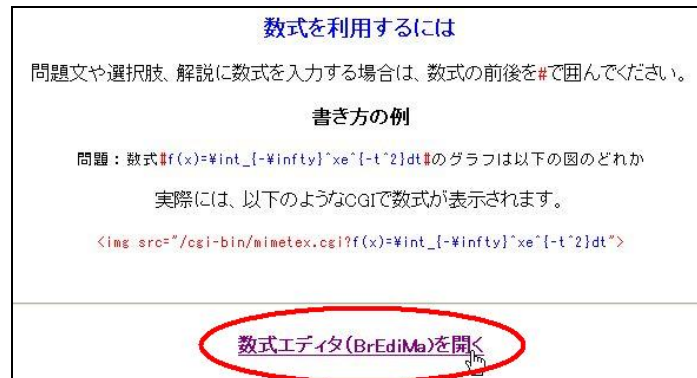 数式を利用するには
問題文や選択肢、解説に数式を入力する場合は、数式の前後を#で囲んでください。
書き方の例
問題：数式#f(x)=¥int_{-¥infty}^xe^{-t^2}dt#のグラフは以下の図のどれか
実際には、以下のようなCGIで数式が表示されます。
<img src="/cgi-bin/mimetex.cgi?f(x)=¥int_{-¥infty}^xe^{-t^2}dt">
数式エディタ(BrEdiMa)を開く